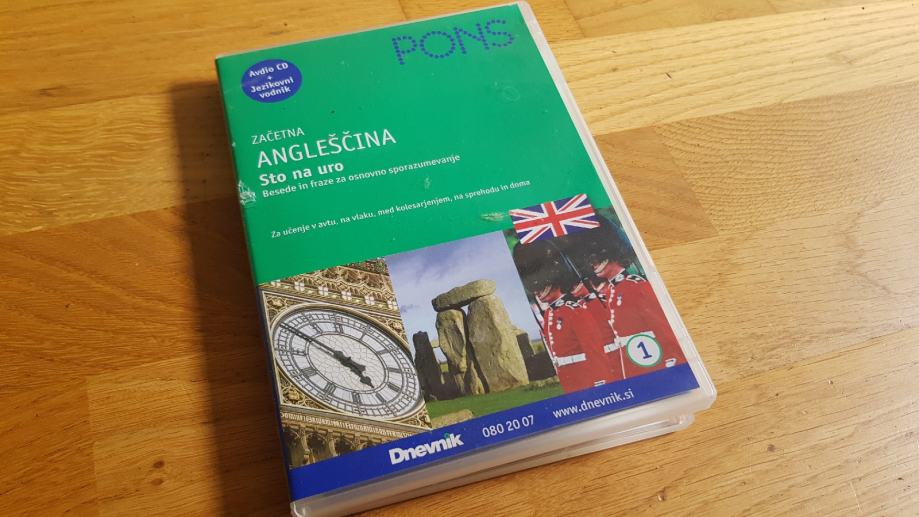 PONS
Avdio CD
+
Jezikovni
vodnik
ZAČETNA
ANGLEŠČINA
Sto na uro
Besede in fraze za osnovno sporazumevanje
Za učenje v avtu, na vlaku, med kolesarjenjem, na sprehodu in doma
1
Dnevnik 080 20 07 www.dnevnik.si